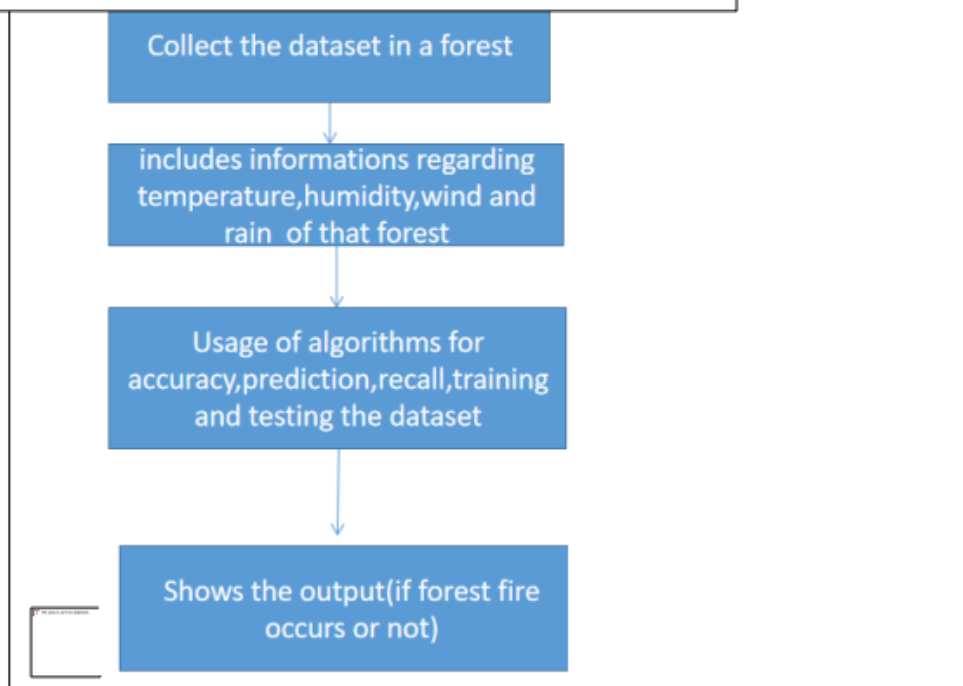 Collect the dataset in a forest
includes informations regarding
temperature,humidity,wind and
rain of that forest
Usage of algorithms for
accuracy,prediction,recall,training
and testing the dataset
Shows the output(if forest fire
occurs or not)